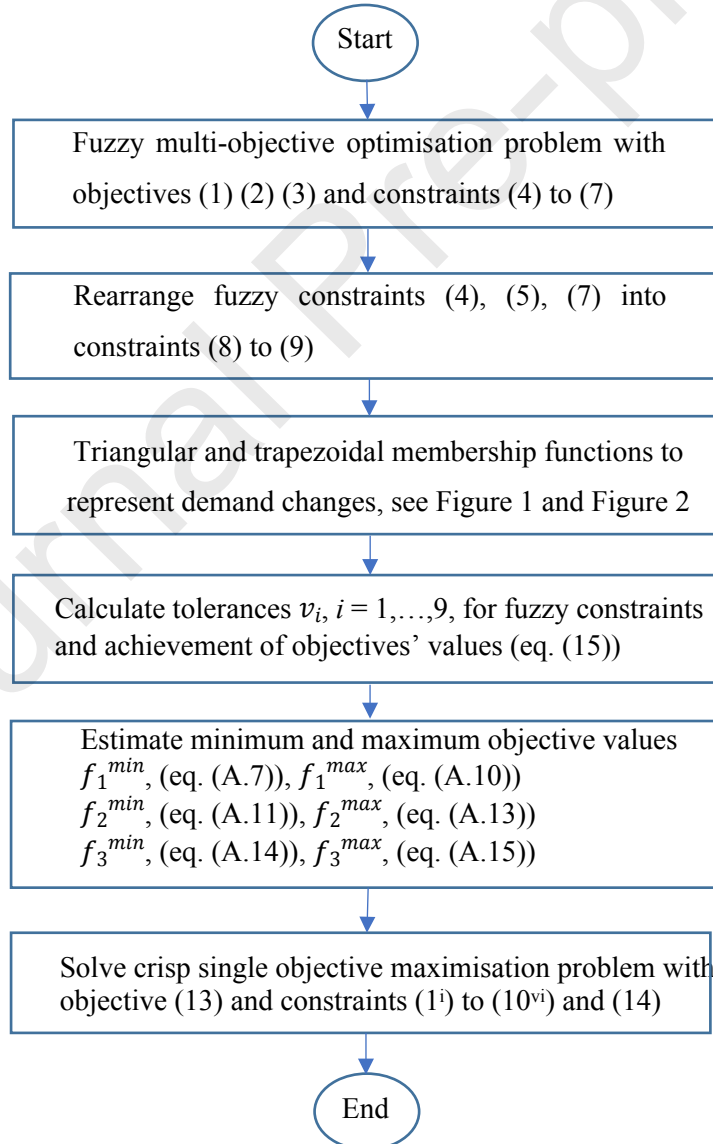 Start
Fuzzy multi-objective optimisation problem with
objectives (1) (2) (3) and constraints (4) to (7)
Rearrange fuzzy constraints (4), (5), (7) into
constraints (8) to (9)
Triangular and trapezoidal membership functions to
represent demand changes, see Figure 1 and Figure 2
Calculate tolerances 𝑣ᵢ, i = 1,…,9, for fuzzy constraints
and achievement of objectives’ values (eq. (15))
Estimate minimum and maximum objective values
f₁ᵐⁱⁿ, (eq. (A.7)), f₁ᵐᵃˣ, (eq. (A.10))
f₂ᵐⁱⁿ, (eq. (A.11)), f₂ᵐᵃˣ, (eq. (A.13))
f₃ᵐⁱⁿ, (eq. (A.14)), f₃ᵐᵃˣ, (eq. (A.15))
Solve crisp single objective maximisation problem with
objective (13) and constraints (1ⁱ) to (10ᵛⁱ) and (14)
End
urnal Pre-p